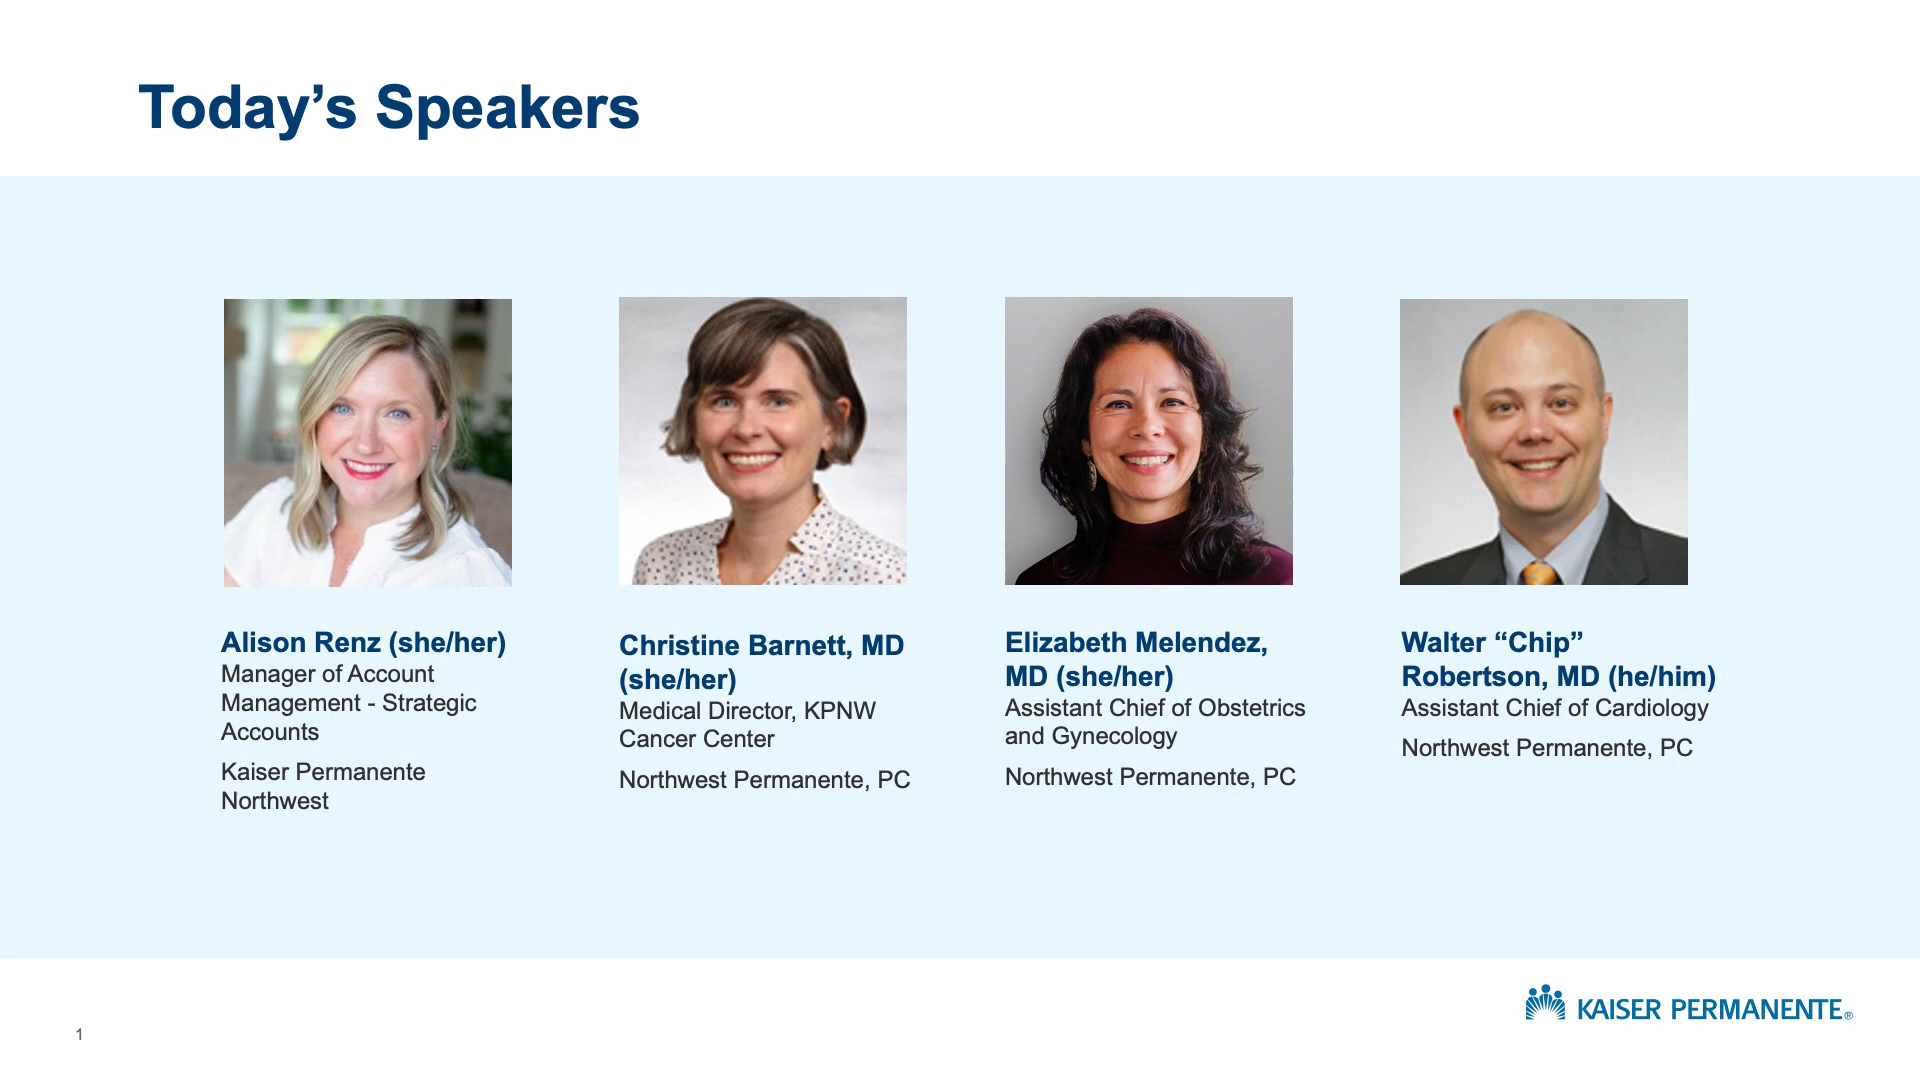 Today’s Speakers
Alison Renz (she/her)
Manager of Account
Management - Strategic
Accounts
Kaiser Permanente
Northwest
Christine Barnett, MD
(she/her)
Medical Director, KPNW
Cancer Center
Northwest Permanente, PC
Elizabeth Melendez,
MD (she/her)
Assistant Chief of Obstetrics
and Gynecology
Northwest Permanente, PC
Walter “Chip”
Robertson, MD (he/him)
Assistant Chief of Cardiology
Northwest Permanente, PC
1
KAISER PERMANENTE®